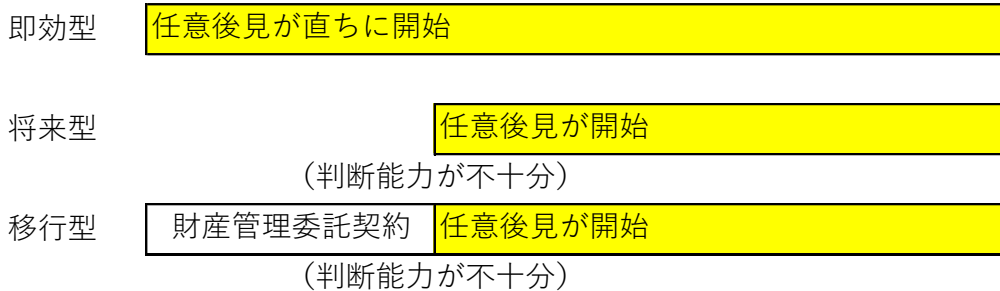 即効型 任意後見が直ちに開始
将来型 任意後見が開始
（判断能力が不十分）
移行型 財産管理委託契約 任意後見が開始
（判断能力が不十分）